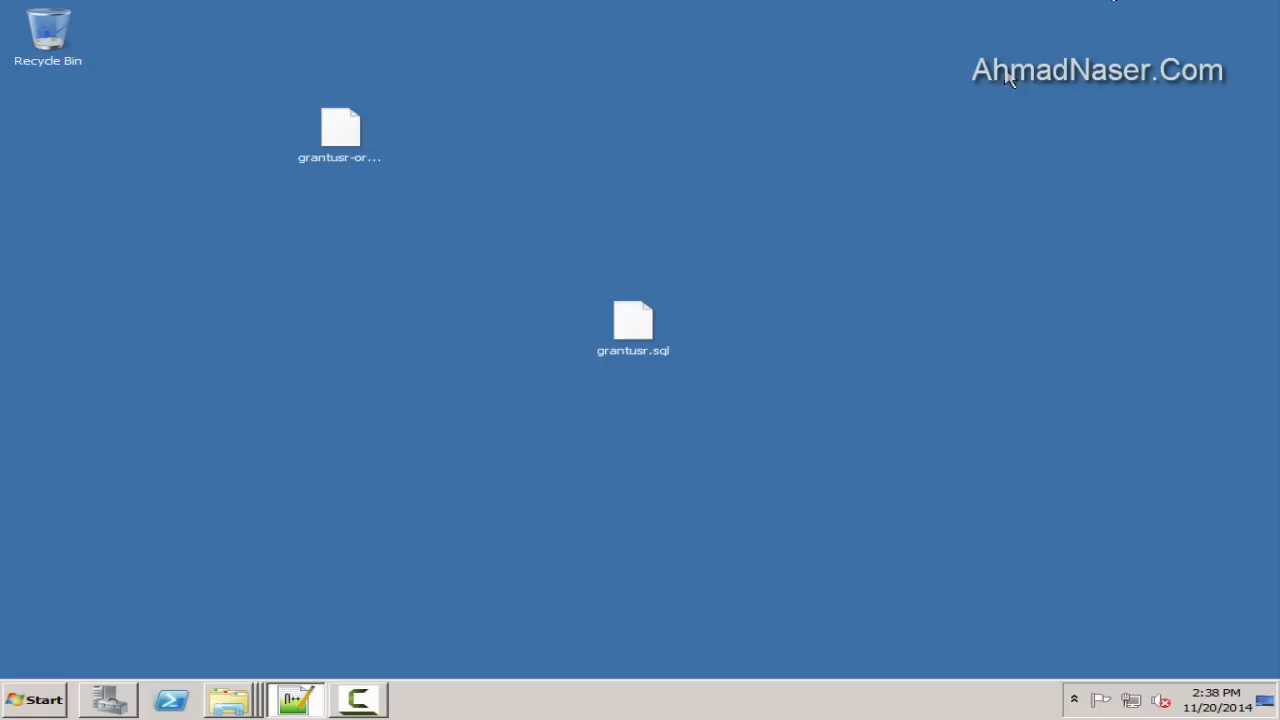 Recycle Bin
AhmadNaser.Com
grantusr-or...
grantusr.sql
Start
2:38 PM
11/20/2014